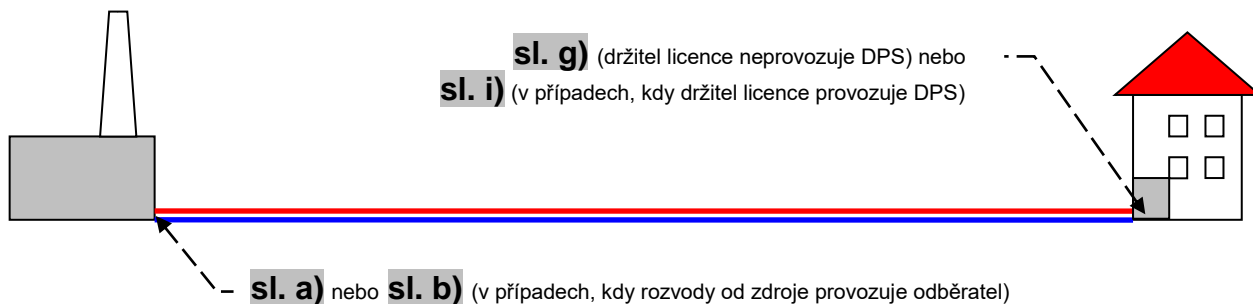 sl. g) (držitel licence neprovozuje DPS) nebo
sl. i) (v případech, kdy držitel licence provozuje DPS)
sl. a) nebo sl. b) (v případech, kdy rozvody od zdroje provozuje odběratel)